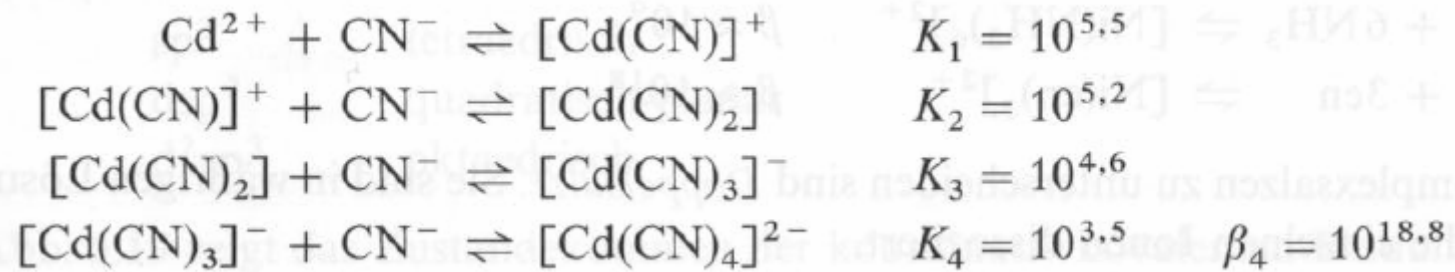 Cd²⁺ + CN⁻ ⇌ [Cd(CN)]⁺ K₁ = 10⁵,⁵
[Cd(CN)]⁺ + CN⁻ ⇌ [Cd(CN)₂] K₂ = 10⁵,²
[Cd(CN)₂] + CN⁻ ⇌ [Cd(CN)₃]⁻ K₃ = 10⁴,⁶
[Cd(CN)₃]⁻ + CN⁻ ⇌ [Cd(CN)₄]²⁻ K₄ = 10³,⁵ β₄ = 10¹⁸,⁸